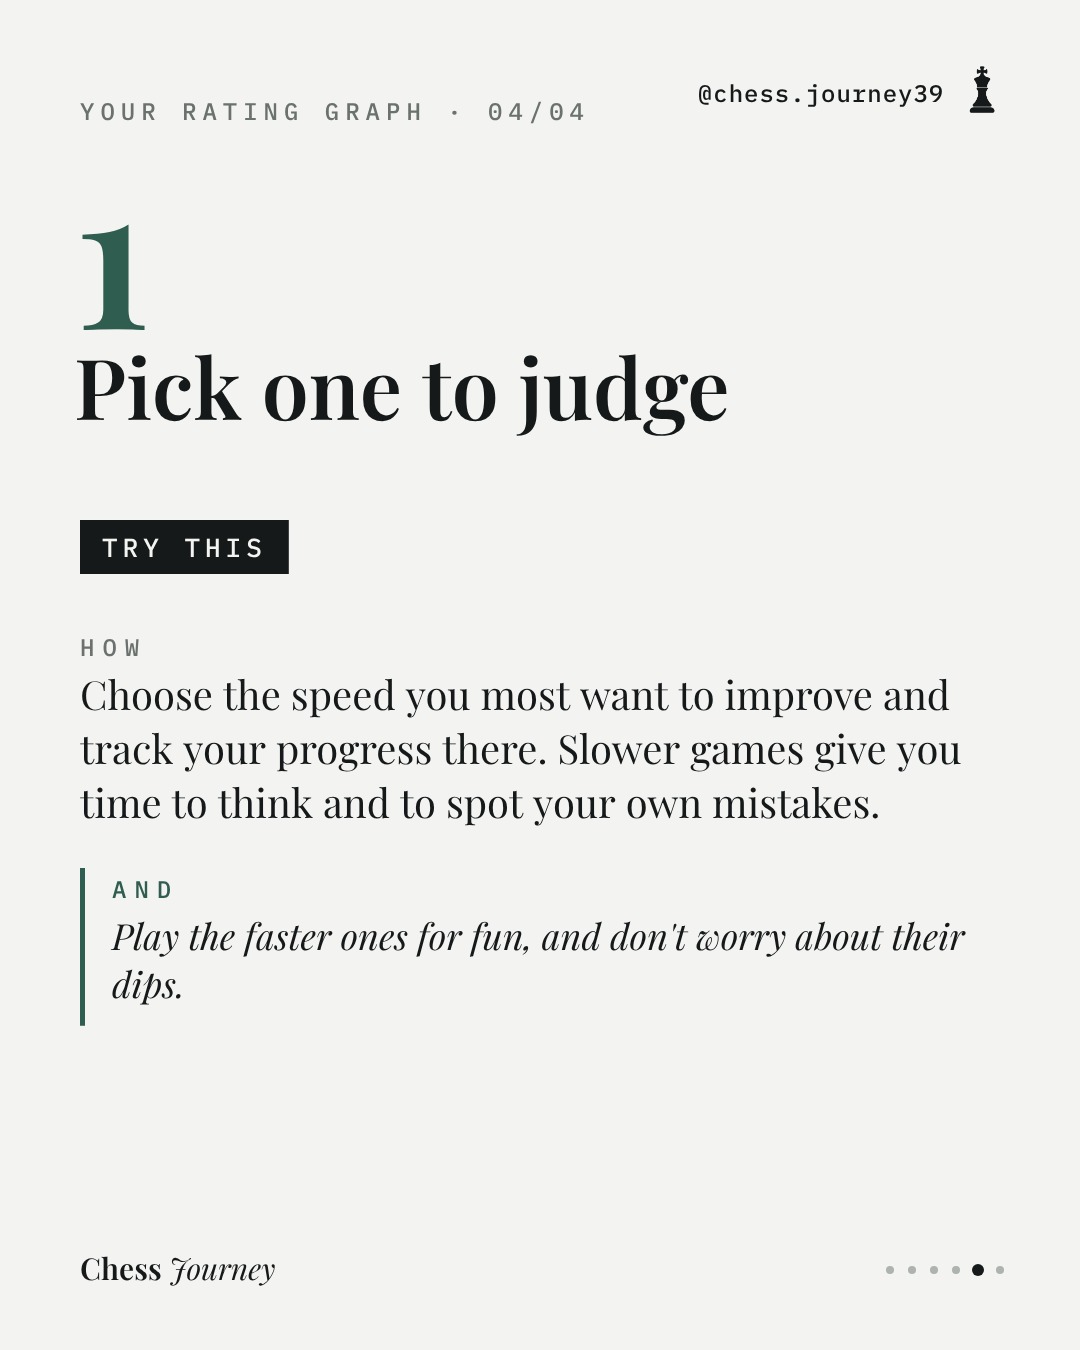 YOUR RATING GRAPH · 04/04
@chess.journey39
1
Pick one to judge
TRY THIS
HOW
Choose the speed you most want to improve and
track your progress there. Slower games give you
time to think and to spot your own mistakes.
AND
Play the faster ones for fun, and don't worry about their
dips.
Chess Journey